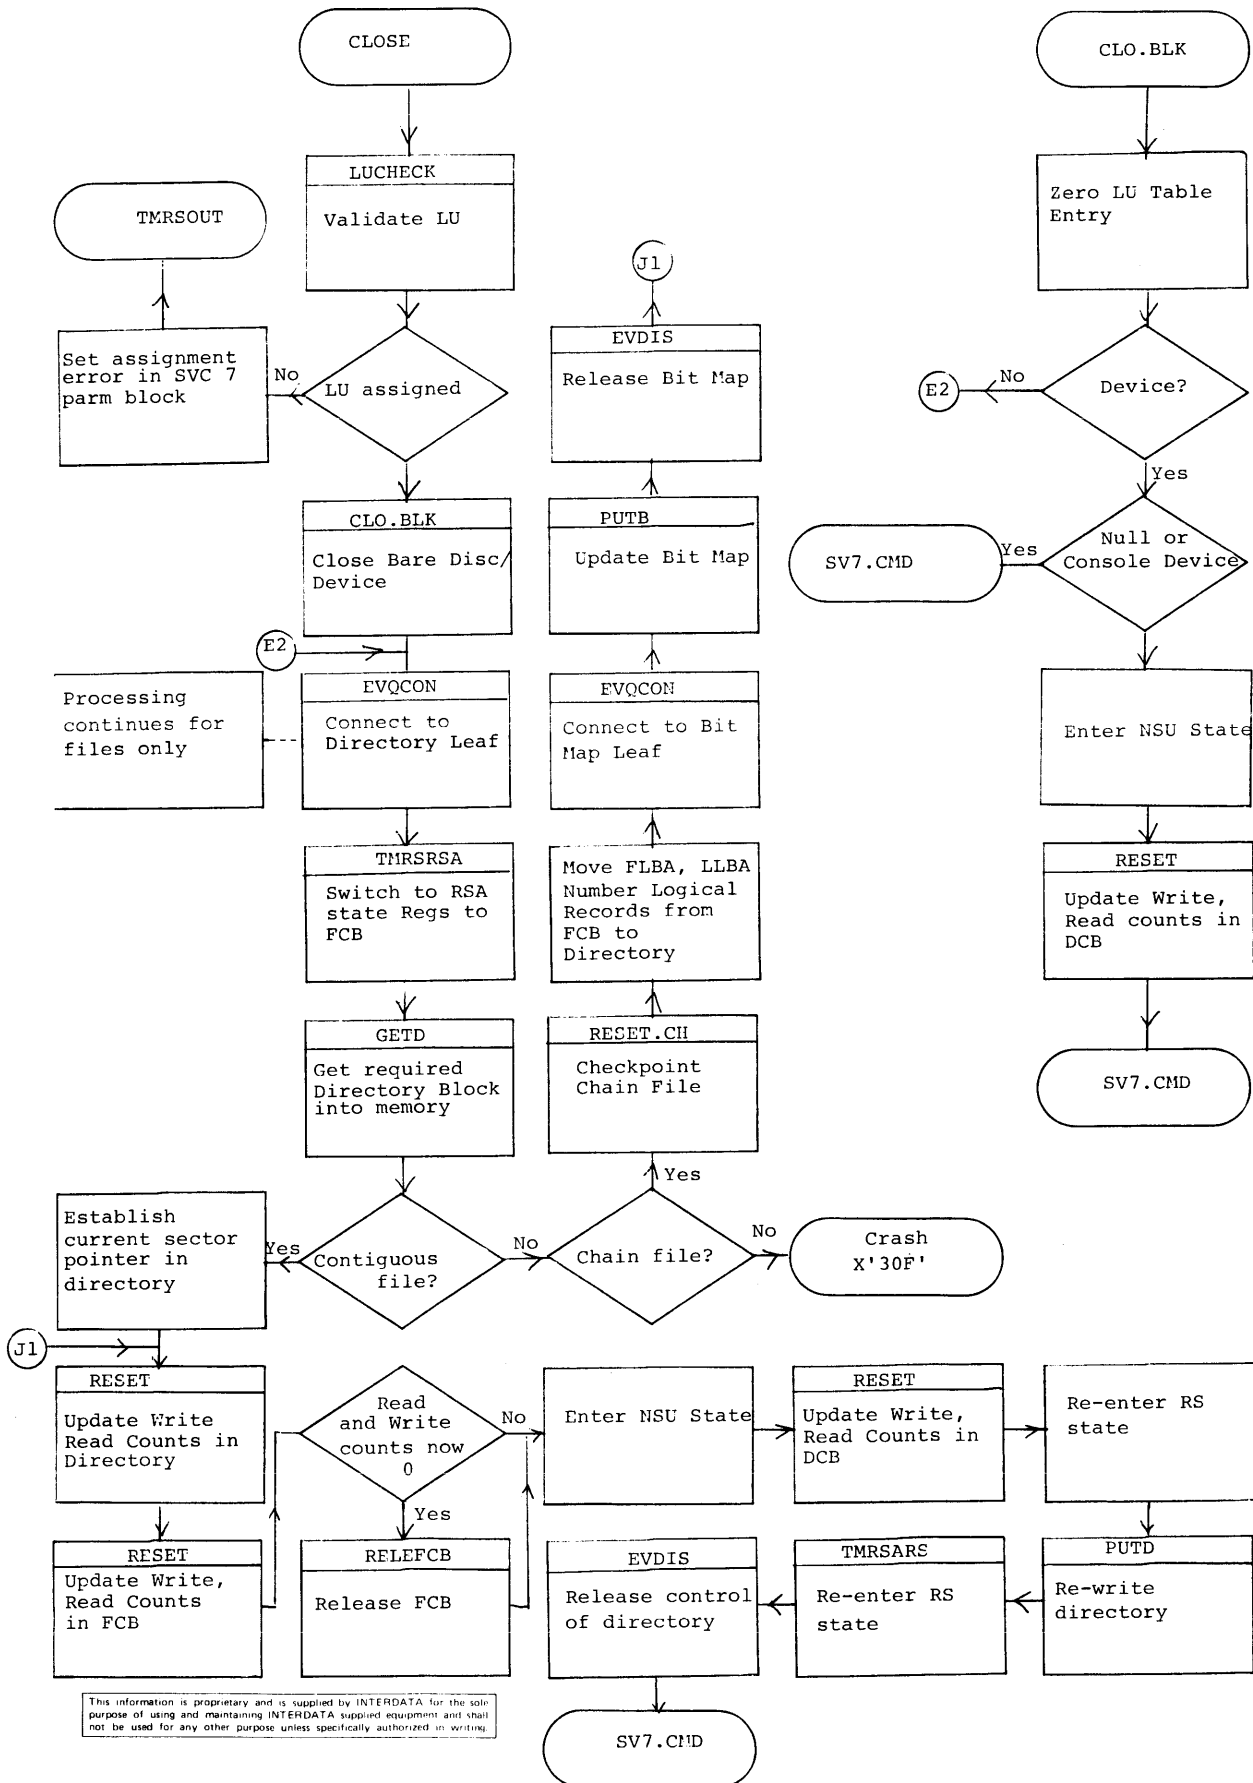 CLOSE
LUCHECK
Validate LU
TMRSOUT
Set assignment
error in SVC 7
parm block
No
LU assigned
CLO.BLK
Close Bare Disc/
Device
E2
Processing
continues for
files only
EVQCON
Connect to
Directory Leaf
TMRSRSA
Switch to RSA
state Regs to
FCB
GETD
Get required
Directory Block
into memory
Contiguous
file?
Yes
Establish
current sector
pointer in
directory
No
Chain file?
No
Crash
X'30F'
Yes
RESET.CH
Checkpoint
Chain File
Move FLBA, LLBA
Number Logical
Records from
FCB to
Directory
EVQCON
Connect to Bit
Map Leaf
PUTB
Update Bit Map
EVDIS
Release Bit Map
J1
CLO.BLK
Zero LU Table
Entry
Device?
No
E2
Yes
Null or
Console Device
Yes
SV7.CMD
Enter NSU State
RESET
Update Write,
Read counts in
DCB
SV7.CMD
J1
RESET
Update Write
Read Counts in
Directory
RESET
Update Write,
Read Counts
in FCB
Read
and Write
counts now
0
No
Yes
RELEFCB
Release FCB
Enter NSU State
RESET
Update Write,
Read Counts in
DCB
Re-enter RS
state
PUTD
Re-write
directory
TMRSARS
Re-enter RS
state
EVDIS
Release control
of directory
SV7.CMD
This information is proprietary and is supplied by INTERDATA for the sole
purpose of using and maintaining INTERDATA supplied equipment and shall
not be used for any other purpose unless specifically authorized in writing.